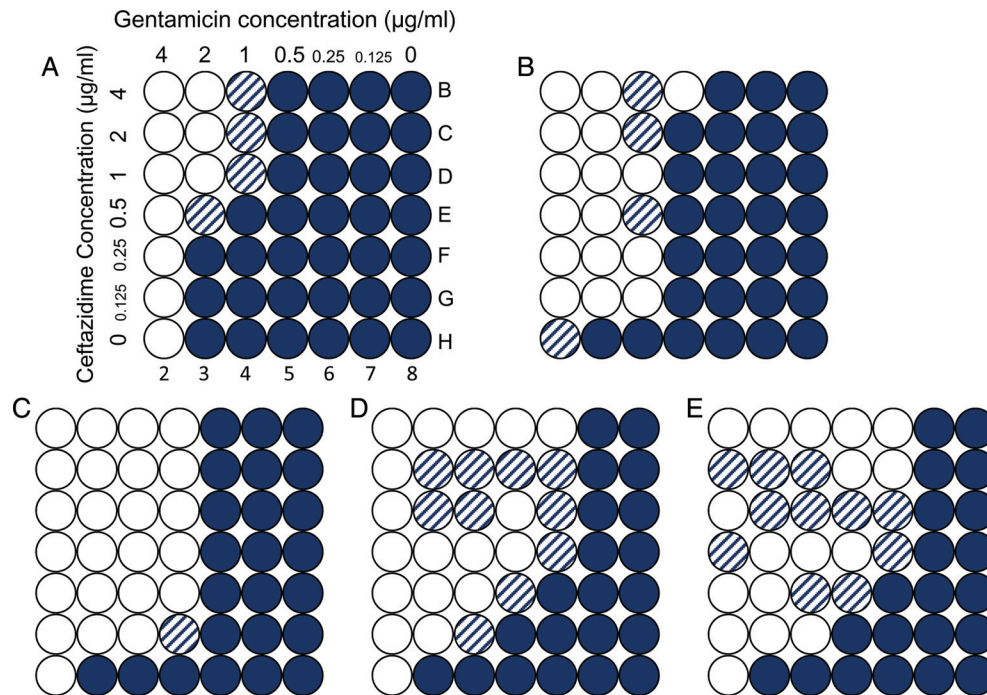 Gentamicin concentration (µg/ml)
A
4 2 1 0.5 0.25 0.125 0
B
Ceftazidime Concentration (µg/ml)
4
B
2
C
1
D
0.5
E
0.25
F
0.125
G
0
H
2 3 4 5 6 7 8
C
D
E